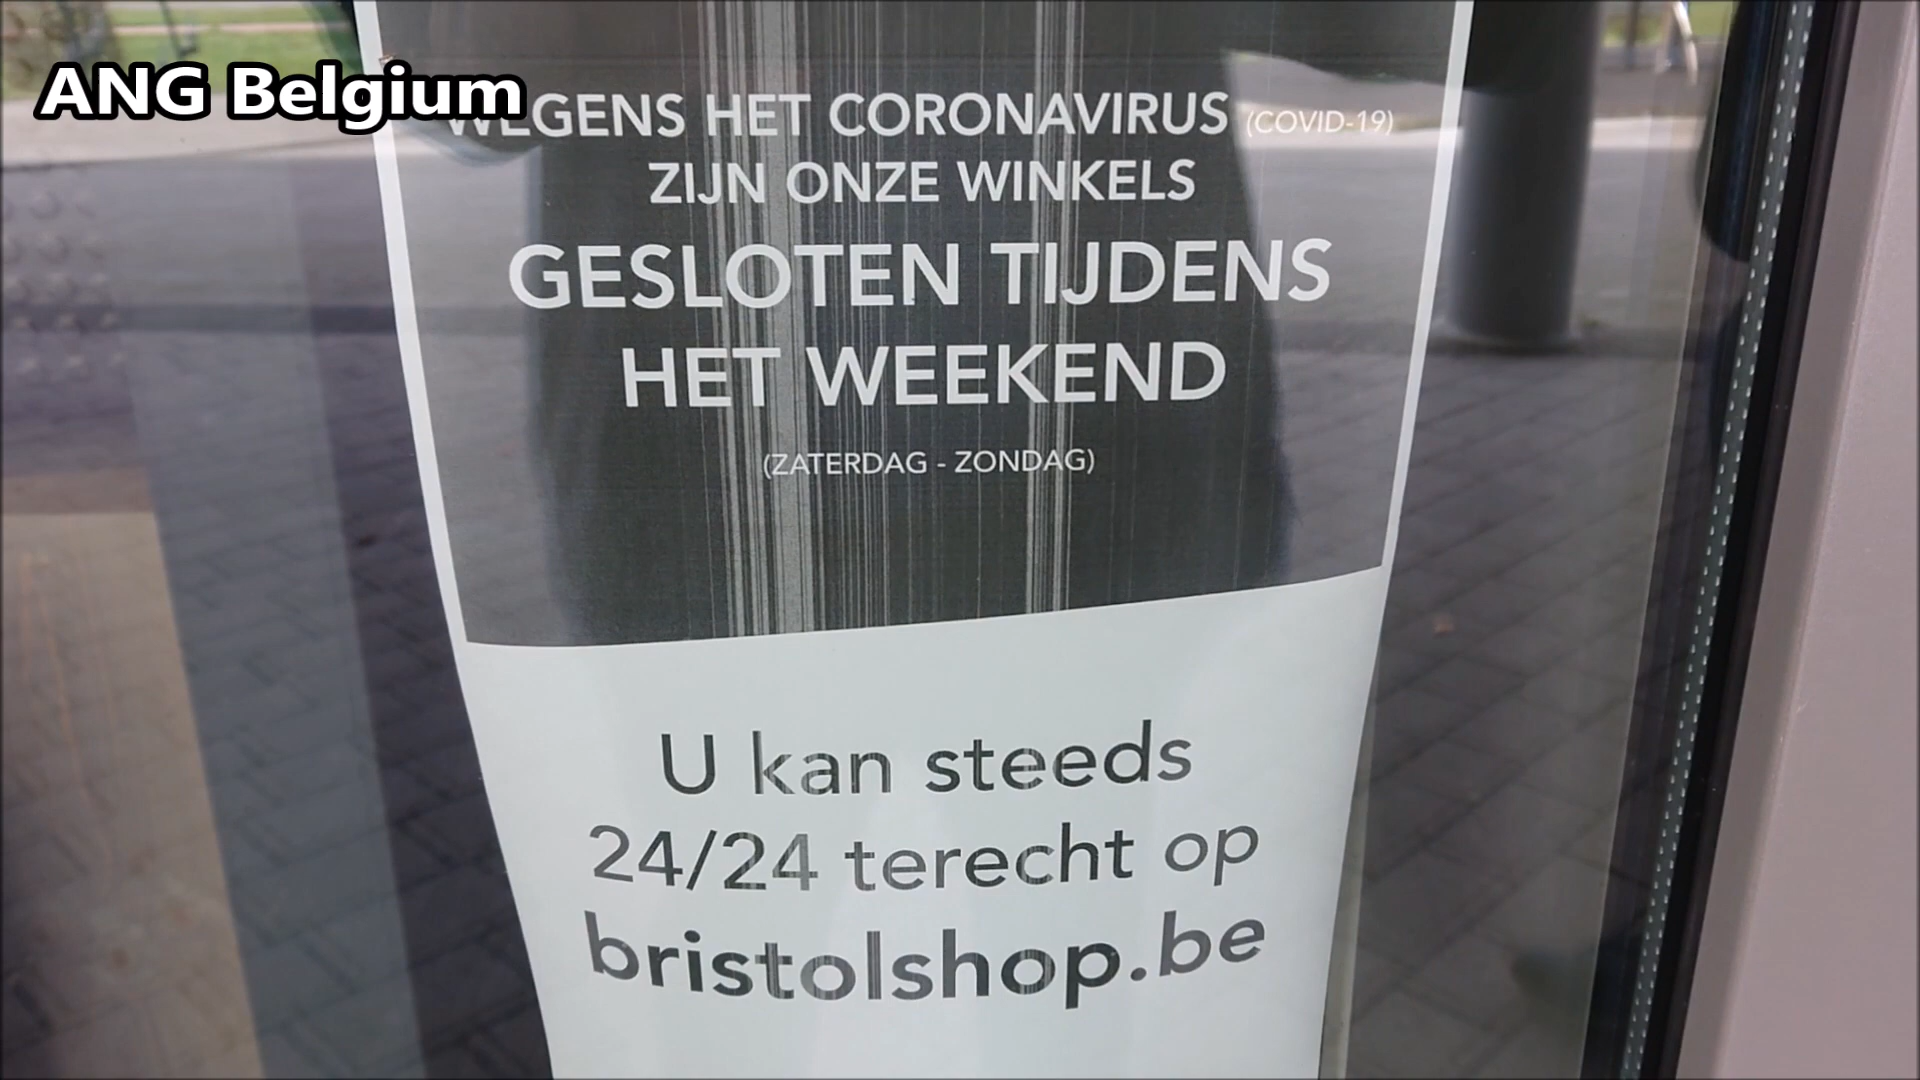 ANG Belgium
WEGENS HET CORONAVIRUS (COVID-19)
ZIJN ONZE WINKELS
GESLOTEN TIJDENS
HET WEEKEND
(ZATERDAG - ZONDAG)
U kan steeds
24/24 terecht op
bristolshop.be